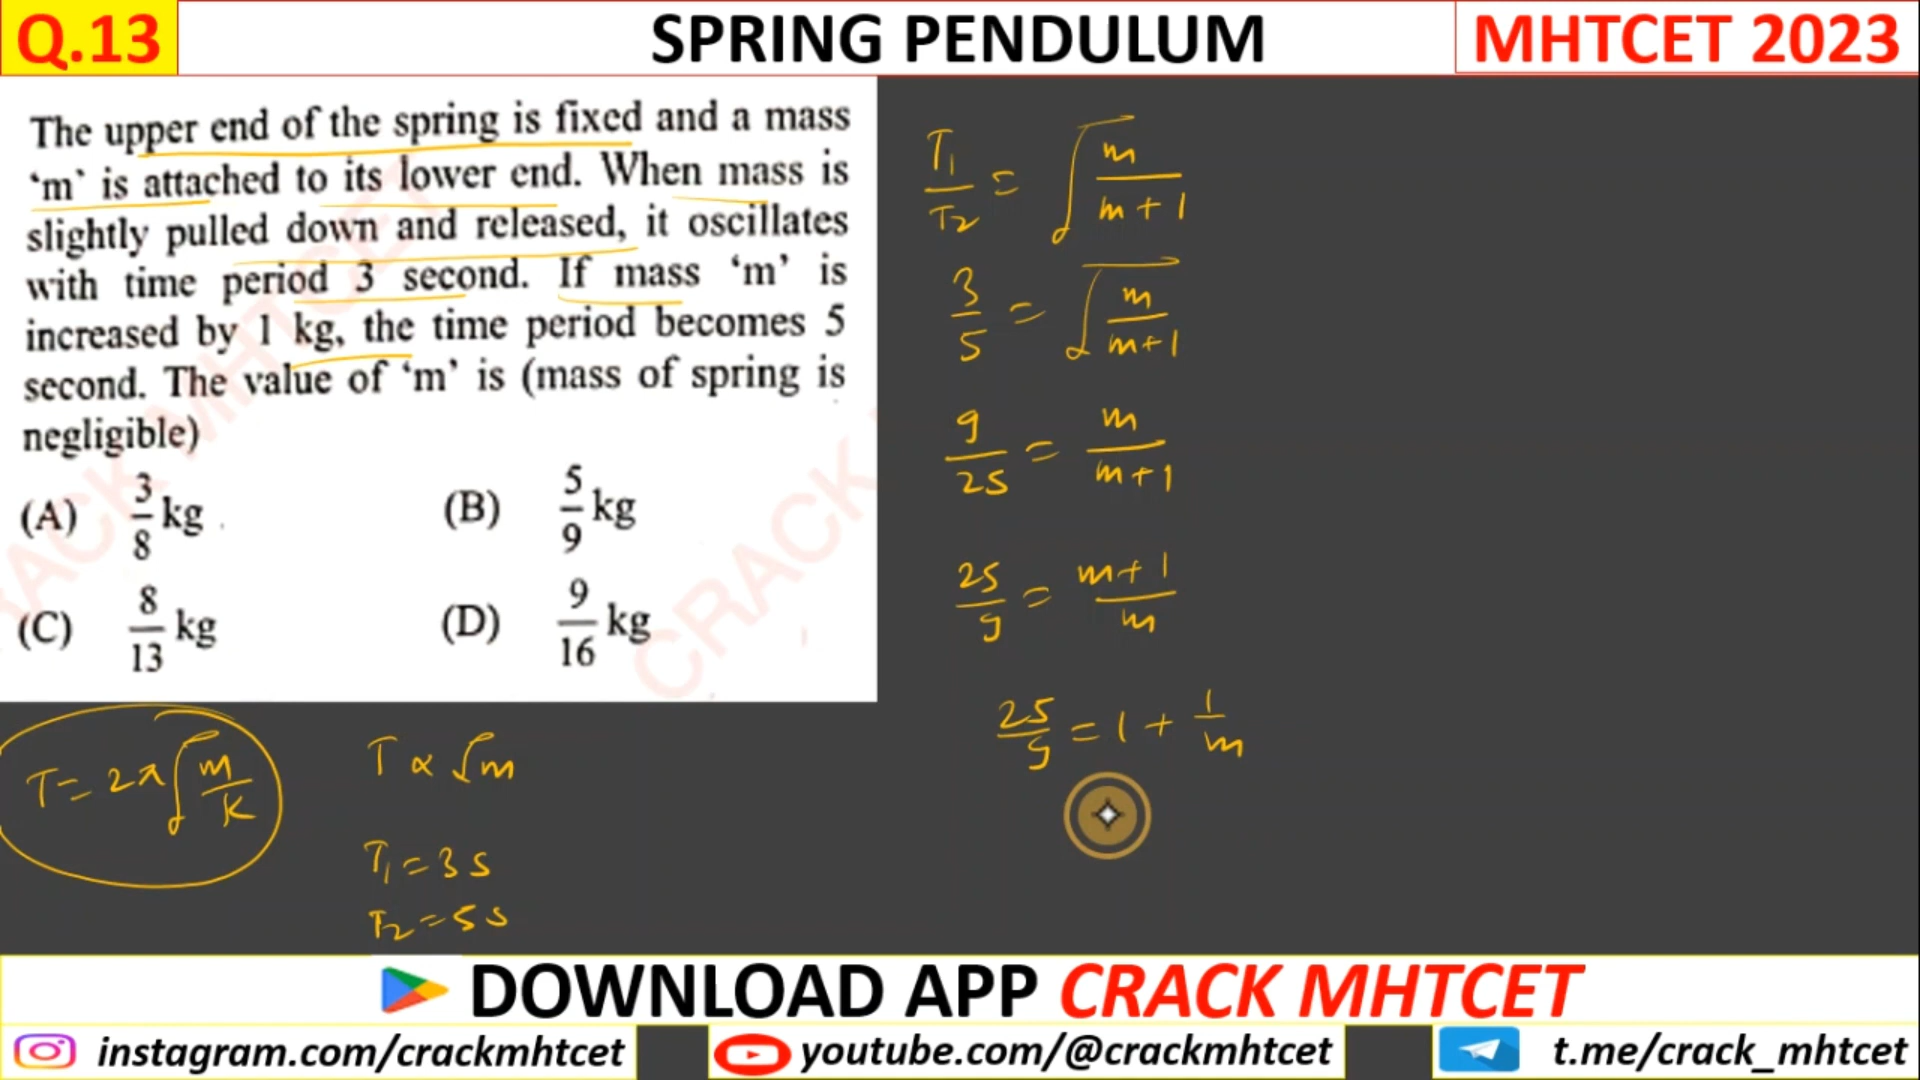 Q.13
SPRING PENDULUM
MHTCET 2023
The upper end of the spring is fixed and a mass
‘m’ is attached to its lower end. When mass is
slightly pulled down and released, it oscillates
with time period 3 second. If mass ‘m’ is
increased by 1 kg, the time period becomes 5
second. The value of ‘m’ is (mass of spring is
negligible)
(A) 3/8 kg
(B) 5/9 kg
(C) 8/13 kg
(D) 9/16 kg
CRACK MHTCET
CRACK
T = 2π√(m/K)
T ∝ √m
T₁ = 3 s
T₂ = 5 s
T₁/T₂ = √(m/(m+1))
3/5 = √(m/(m+1))
9/25 = m/(m+1)
25/9 = (m+1)/m
25/9 = 1 + 1/m
DOWNLOAD APP CRACK MHTCET
instagram.com/crackmhtcet
youtube.com/@crackmhtcet
t.me/crack_mhtcet